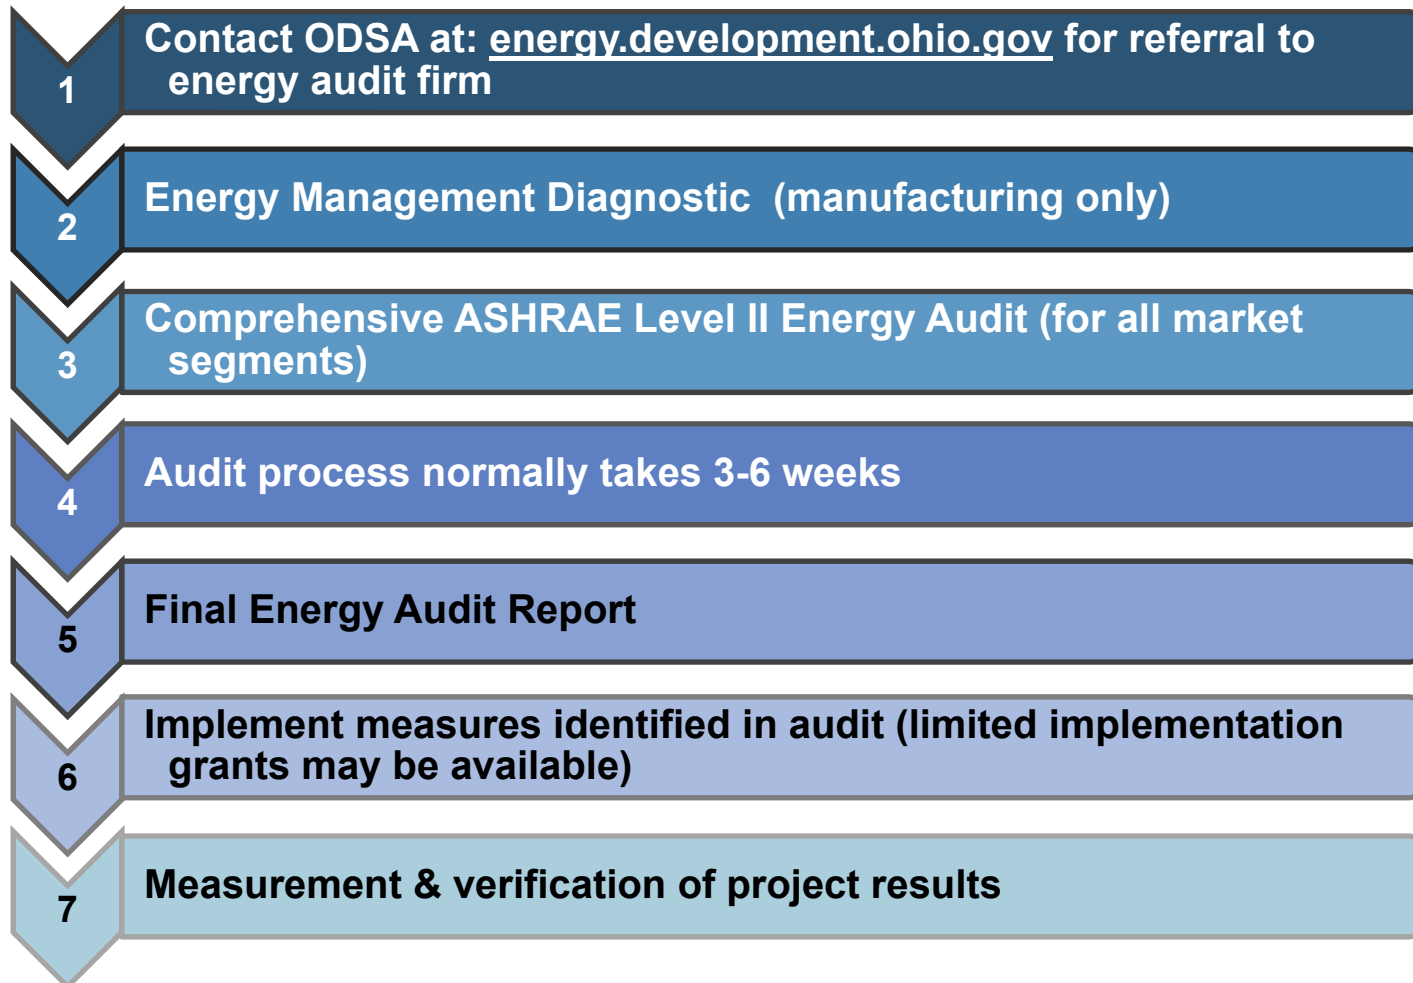 1
Contact ODSA at: energy.development.ohio.gov for referral to
energy audit firm
2
Energy Management Diagnostic  (manufacturing only)
3
Comprehensive ASHRAE Level II Energy Audit (for all market
segments)
4
Audit process normally takes 3-6 weeks
5
Final Energy Audit Report
6
Implement measures identified in audit (limited implementation
grants may be available)
7
Measurement & verification of project results